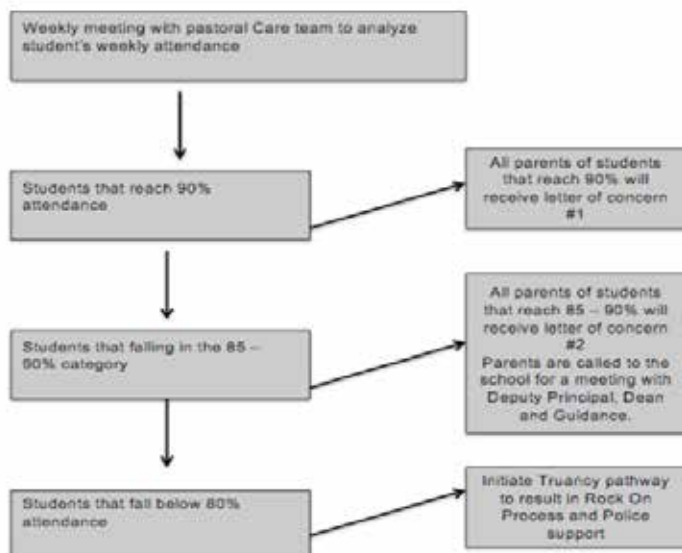 Weekly meeting with pastoral Care team to analyze
student's weekly attendance
Students that reach 90%
attendance
All parents of students
that reach 90% will
receive letter of concern
#1
Students that falling in the 85 –
90% category
All parents of students
that reach 85 – 90% will
receive letter of concern
#2
Parents are called to the
school for a meeting with
Deputy Principal, Dean
and Guidance.
Students that fall below 80%
attendance
Initiate Truancy pathway
to result in Rock On
Process and Police
support